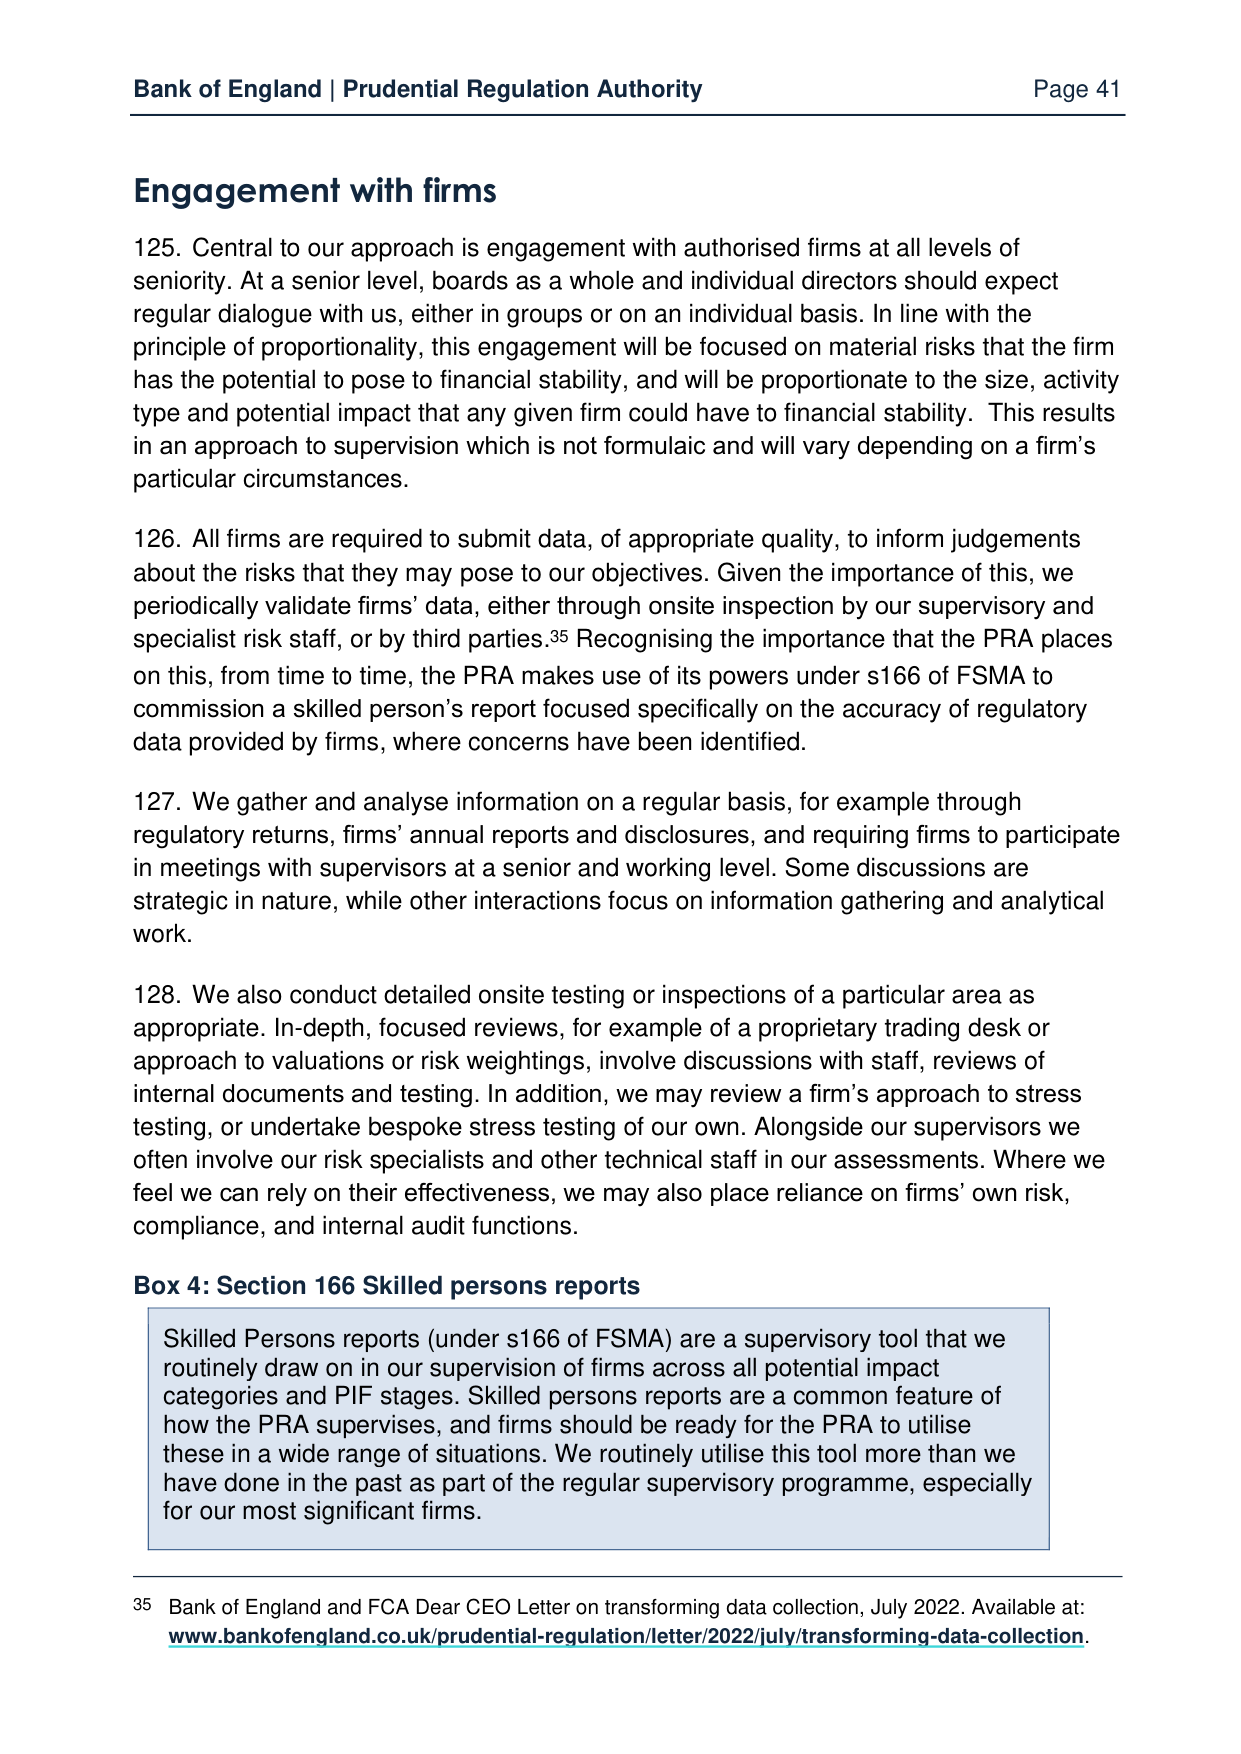 Bank of England | Prudential Regulation Authority Page 41
Engagement with firms
125. Central to our approach is engagement with authorised firms at all levels of
seniority. At a senior level, boards as a whole and individual directors should expect
regular dialogue with us, either in groups or on an individual basis. In line with the
principle of proportionality, this engagement will be focused on material risks that the firm
has the potential to pose to financial stability, and will be proportionate to the size, activity
type and potential impact that any given firm could have to financial stability.  This results
in an approach to supervision which is not formulaic and will vary depending on a firm’s
particular circumstances.
126. All firms are required to submit data, of appropriate quality, to inform judgements
about the risks that they may pose to our objectives. Given the importance of this, we
periodically validate firms’ data, either through onsite inspection by our supervisory and
specialist risk staff, or by third parties.35 Recognising the importance that the PRA places
on this, from time to time, the PRA makes use of its powers under s166 of FSMA to
commission a skilled person’s report focused specifically on the accuracy of regulatory
data provided by firms, where concerns have been identified.
127. We gather and analyse information on a regular basis, for example through
regulatory returns, firms’ annual reports and disclosures, and requiring firms to participate
in meetings with supervisors at a senior and working level. Some discussions are
strategic in nature, while other interactions focus on information gathering and analytical
work.
128. We also conduct detailed onsite testing or inspections of a particular area as
appropriate. In-depth, focused reviews, for example of a proprietary trading desk or
approach to valuations or risk weightings, involve discussions with staff, reviews of
internal documents and testing. In addition, we may review a firm’s approach to stress
testing, or undertake bespoke stress testing of our own. Alongside our supervisors we
often involve our risk specialists and other technical staff in our assessments. Where we
feel we can rely on their effectiveness, we may also place reliance on firms’ own risk,
compliance, and internal audit functions.
Box 4: Section 166 Skilled persons reports
Skilled Persons reports (under s166 of FSMA) are a supervisory tool that we
routinely draw on in our supervision of firms across all potential impact
categories and PIF stages. Skilled persons reports are a common feature of
how the PRA supervises, and firms should be ready for the PRA to utilise
these in a wide range of situations. We routinely utilise this tool more than we
have done in the past as part of the regular supervisory programme, especially
for our most significant firms.
35 Bank of England and FCA Dear CEO Letter on transforming data collection, July 2022. Available at:
www.bankofengland.co.uk/prudential-regulation/letter/2022/july/transforming-data-collection.